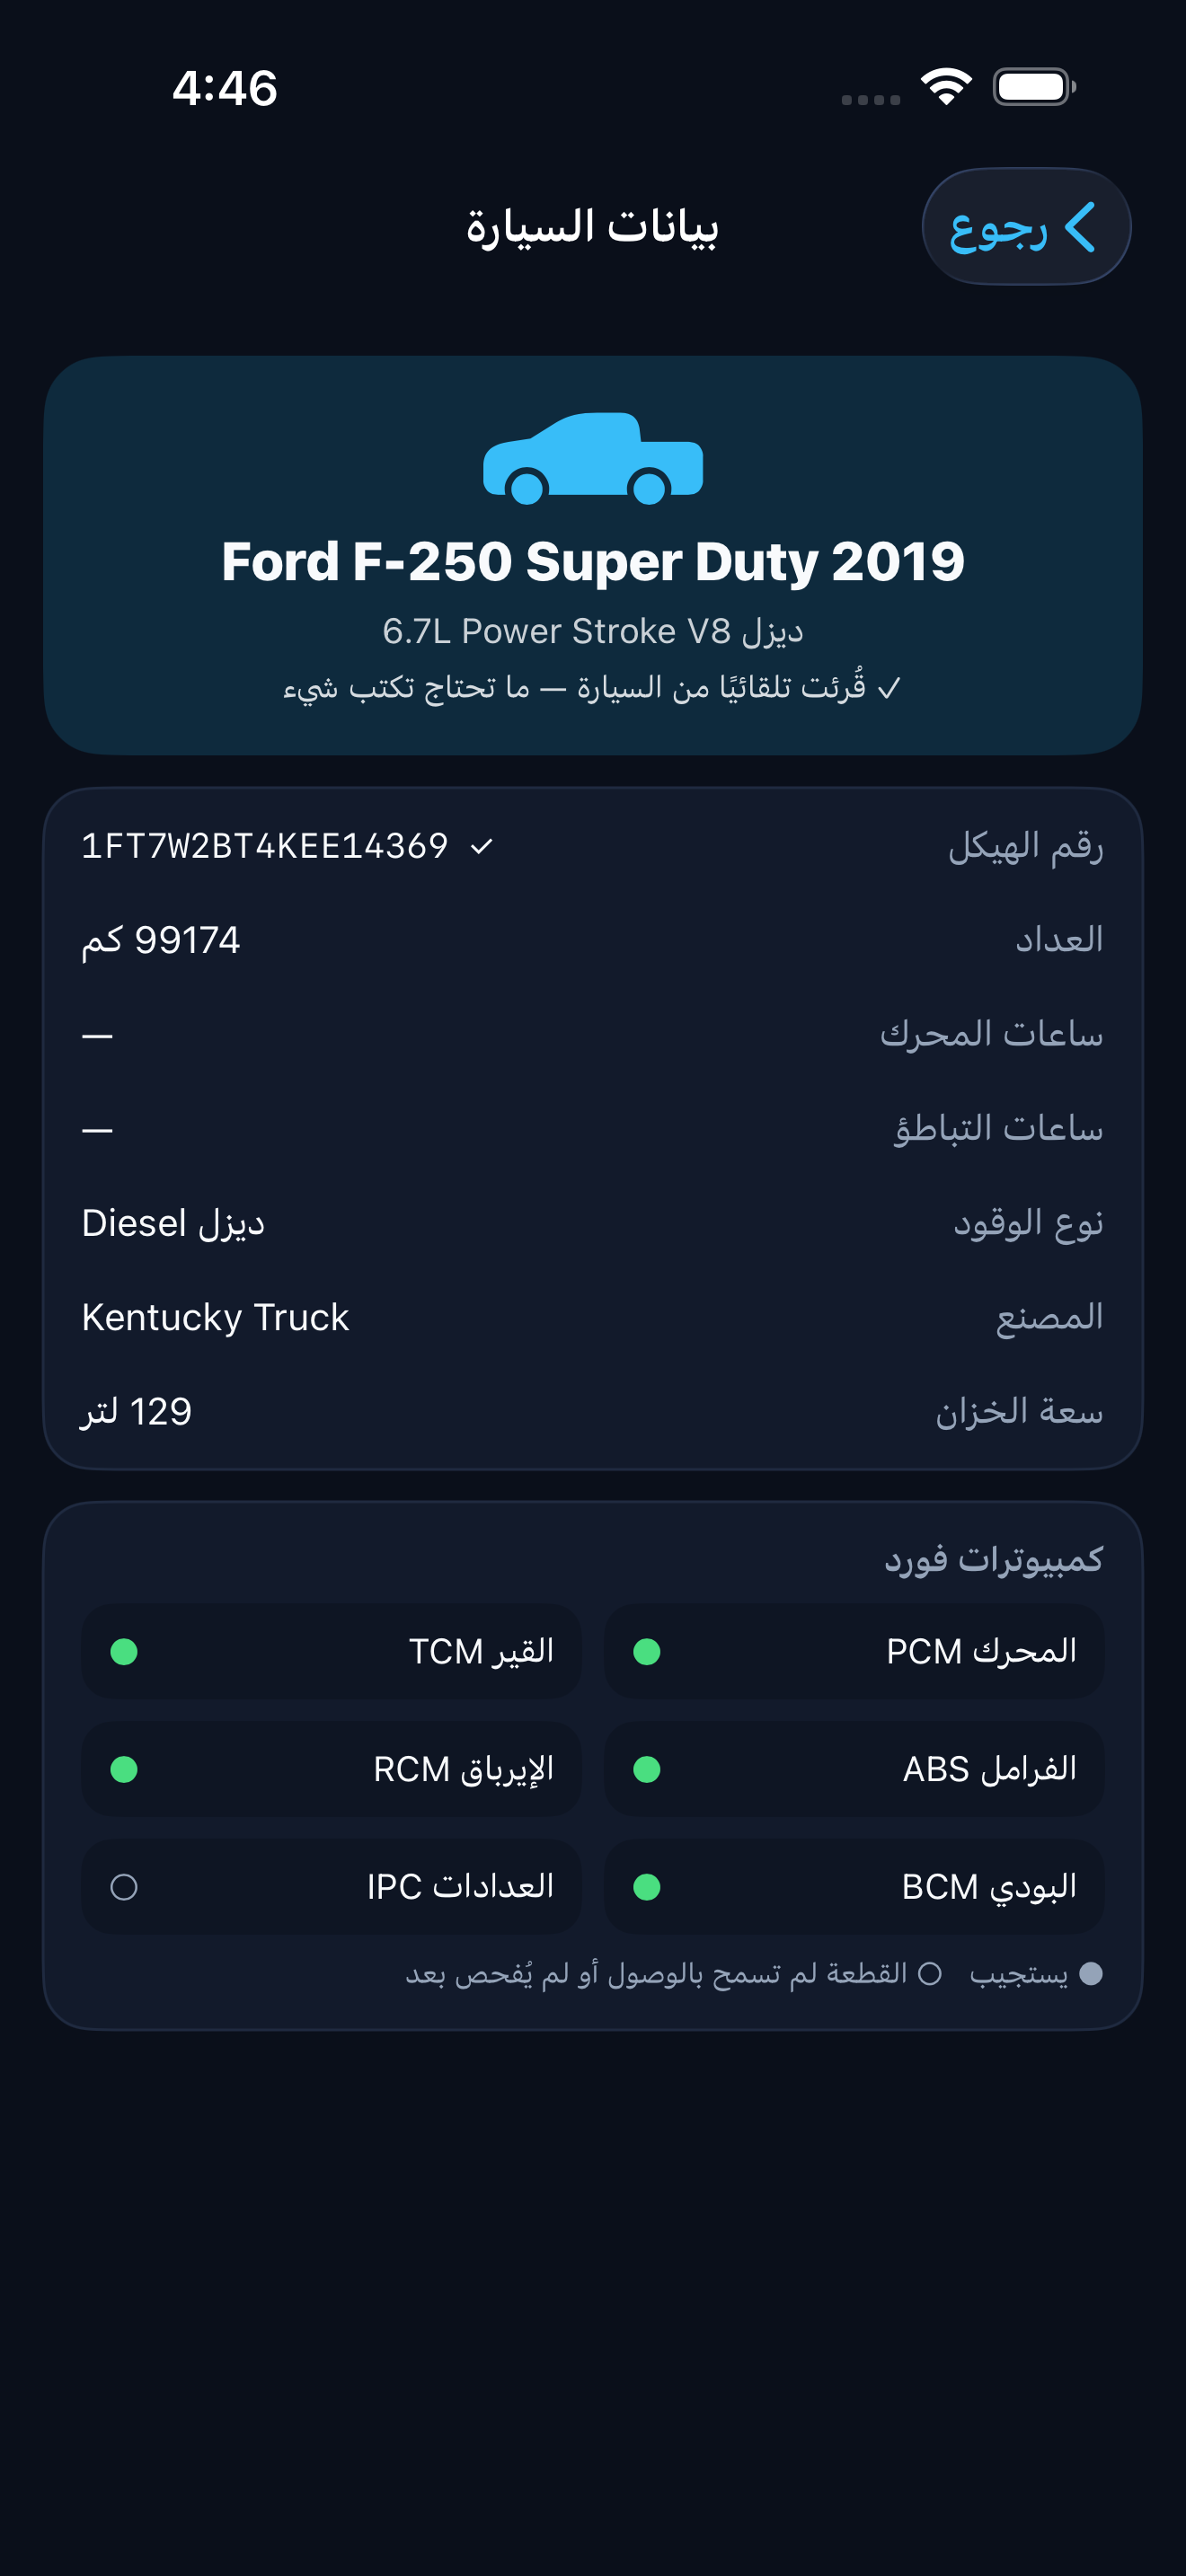 4:46
رجوع
بيانات السيارة
Ford F-250 Super Duty 2019
ديزل 6.7L Power Stroke V8
✓ قُرئت تلقائيًا من السيارة — ما تحتاج تكتب شيء
رقم الهيكل 1FT7W2BT4KEE14369 ✓
العداد 99174 كم
ساعات المحرك —
ساعات التباطؤ —
نوع الوقود ديزل Diesel
المصنع Kentucky Truck
سعة الخزان 129 لتر
كمبيوترات فورد
المحرك PCM
القير TCM
الفرامل ABS
الإيرباق RCM
البودي BCM
العدادات IPC
● يستجيب ○ القطعة لم تسمح بالوصول أو لم يُفحص بعد